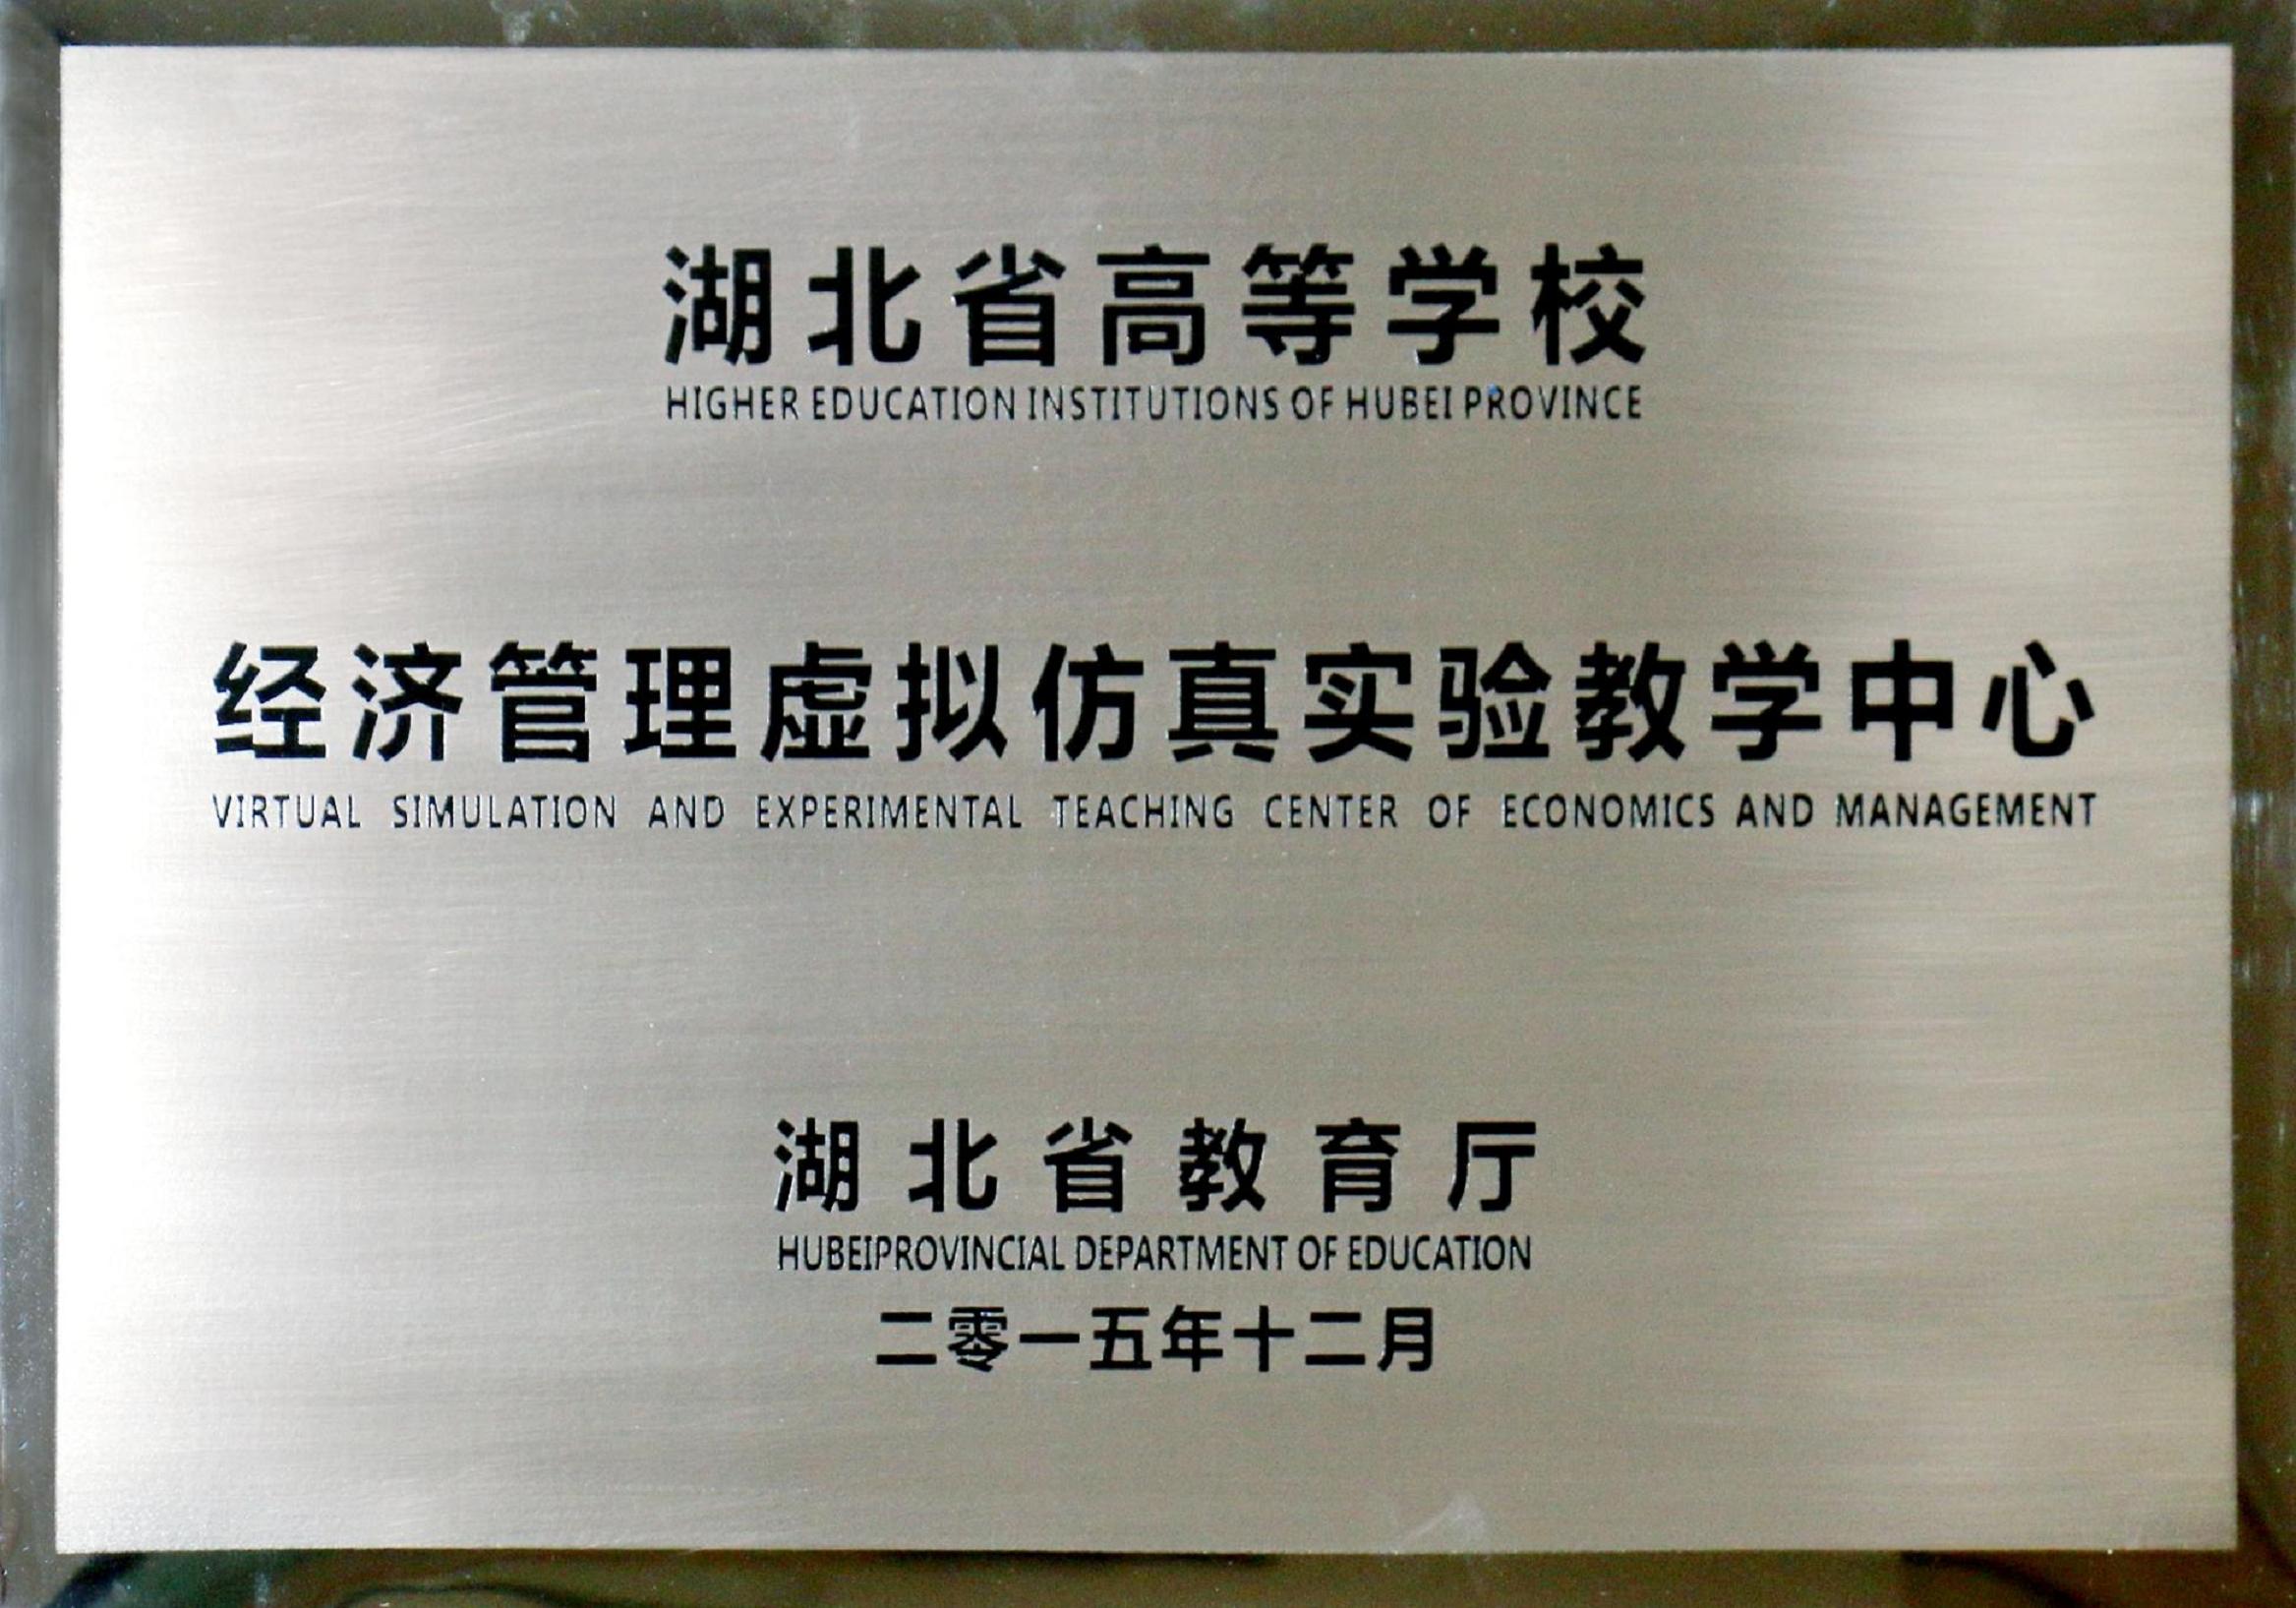 湖北省高等学校
HIGHER EDUCATION INSTITUTIONS OF HUBEI PROVINCE
经济管理虚拟仿真实验教学中心
VIRTUAL SIMULATION AND EXPERIMENTAL TEACHING CENTER OF ECONOMICS AND MANAGEMENT
湖北省教育厅
HUBEIPROVINCIAL DEPARTMENT OF EDUCATION
二零一五年十二月